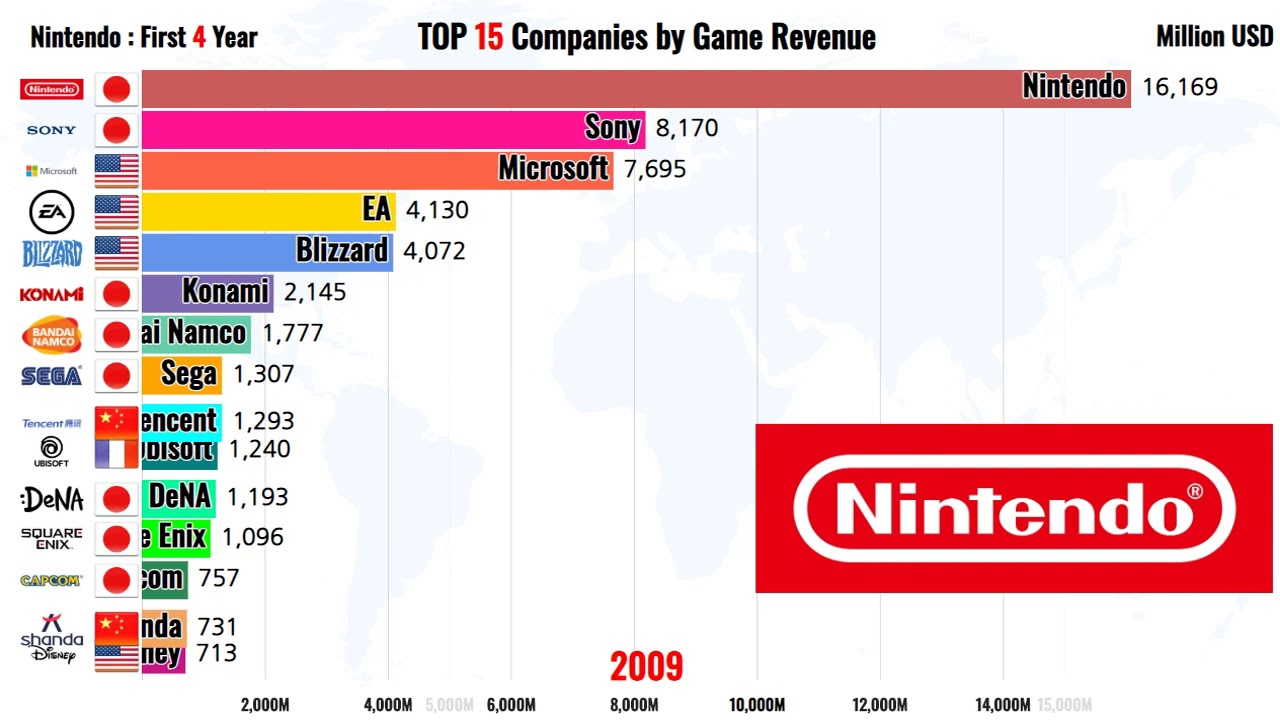 Nintendo : First 4 Year
TOP 15 Companies by Game Revenue
Million USD
Nintendo Nintendo 16,169
SONY Sony 8,170
Microsoft Microsoft 7,695
EA EA 4,130
BLIZZARD Blizzard 4,072
KONAMI Konami 2,145
BANDAI NAMCO ai Namco 1,777
SEGA Sega 1,307
Tencent 腾讯 encent 1,293
UBISOFT UBISOFT 1,240
:DeNA DeNA 1,193
SQUARE ENIX e Enix 1,096
CAPCOM com 757
shanda nda 731
Disney ney 713
Nintendo®
2009
2,000M 4,000M 5,000M 6,000M 8,000M 10,000M 12,000M 14,000M 15,000M